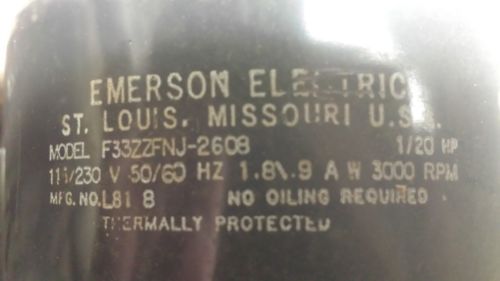 EMERSON ELECTRIC
ST. LOUIS, MISSOURI U.S.A.
MODEL F33ZZFNJ-2608 1/20 HP
115/230 V 50/60 HZ 1.8\.9 A W 3000 RPM
MFG. NO. L81 8 NO OILING REQUIRED
THERMALLY PROTECTED